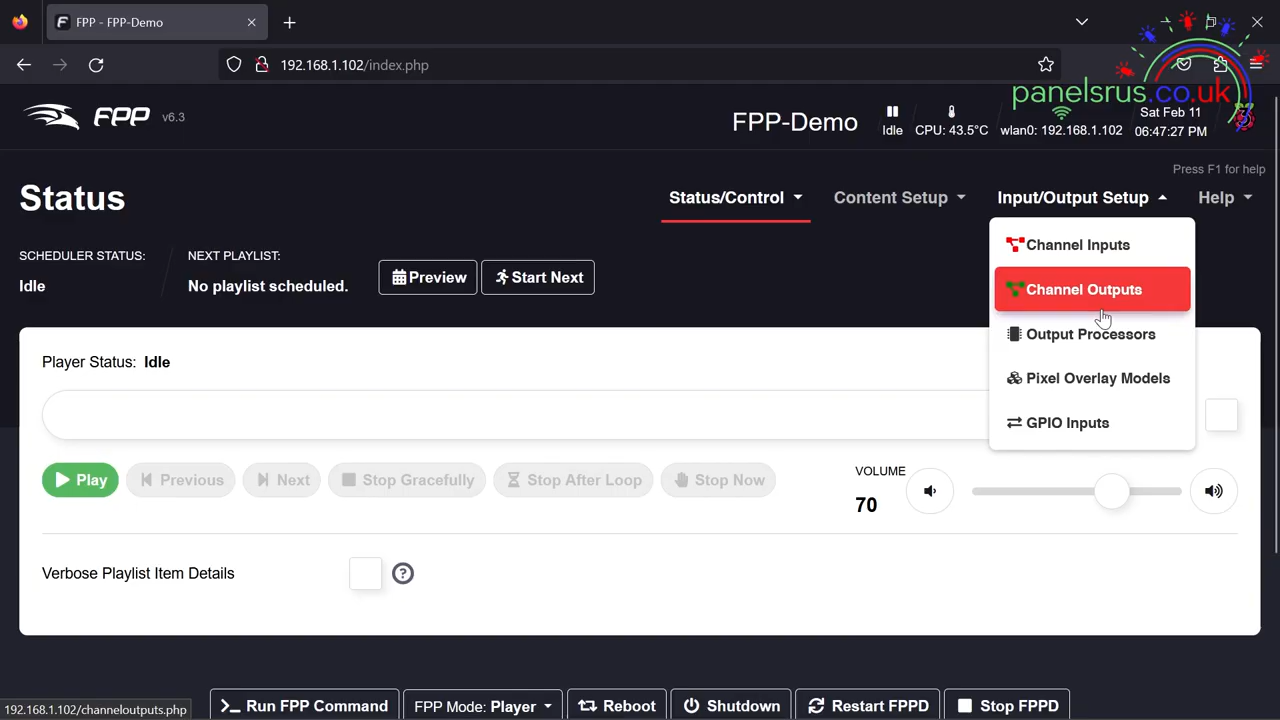 FPP - FPP-Demo
192.168.1.102/index.php
panelsrus.co.uk
FPP v6.3
FPP-Demo
Idle
CPU: 43.5°C
wlan0: 192.168.1.102
Sat Feb 11
06:47:27 PM
Press F1 for help
Status
Status/Control
Content Setup
Input/Output Setup
Help
Channel Inputs
Channel Outputs
Output Processors
Pixel Overlay Models
GPIO Inputs
SCHEDULER STATUS:
Idle
NEXT PLAYLIST:
No playlist scheduled.
Preview
Start Next
Player Status: Idle
Play
Previous
Next
Stop Gracefully
Stop After Loop
Stop Now
VOLUME
70
Verbose Playlist Item Details
Run FPP Command
FPP Mode: Player
Reboot
Shutdown
Restart FPPD
Stop FPPD
192.168.1.102/channeloutputs.php